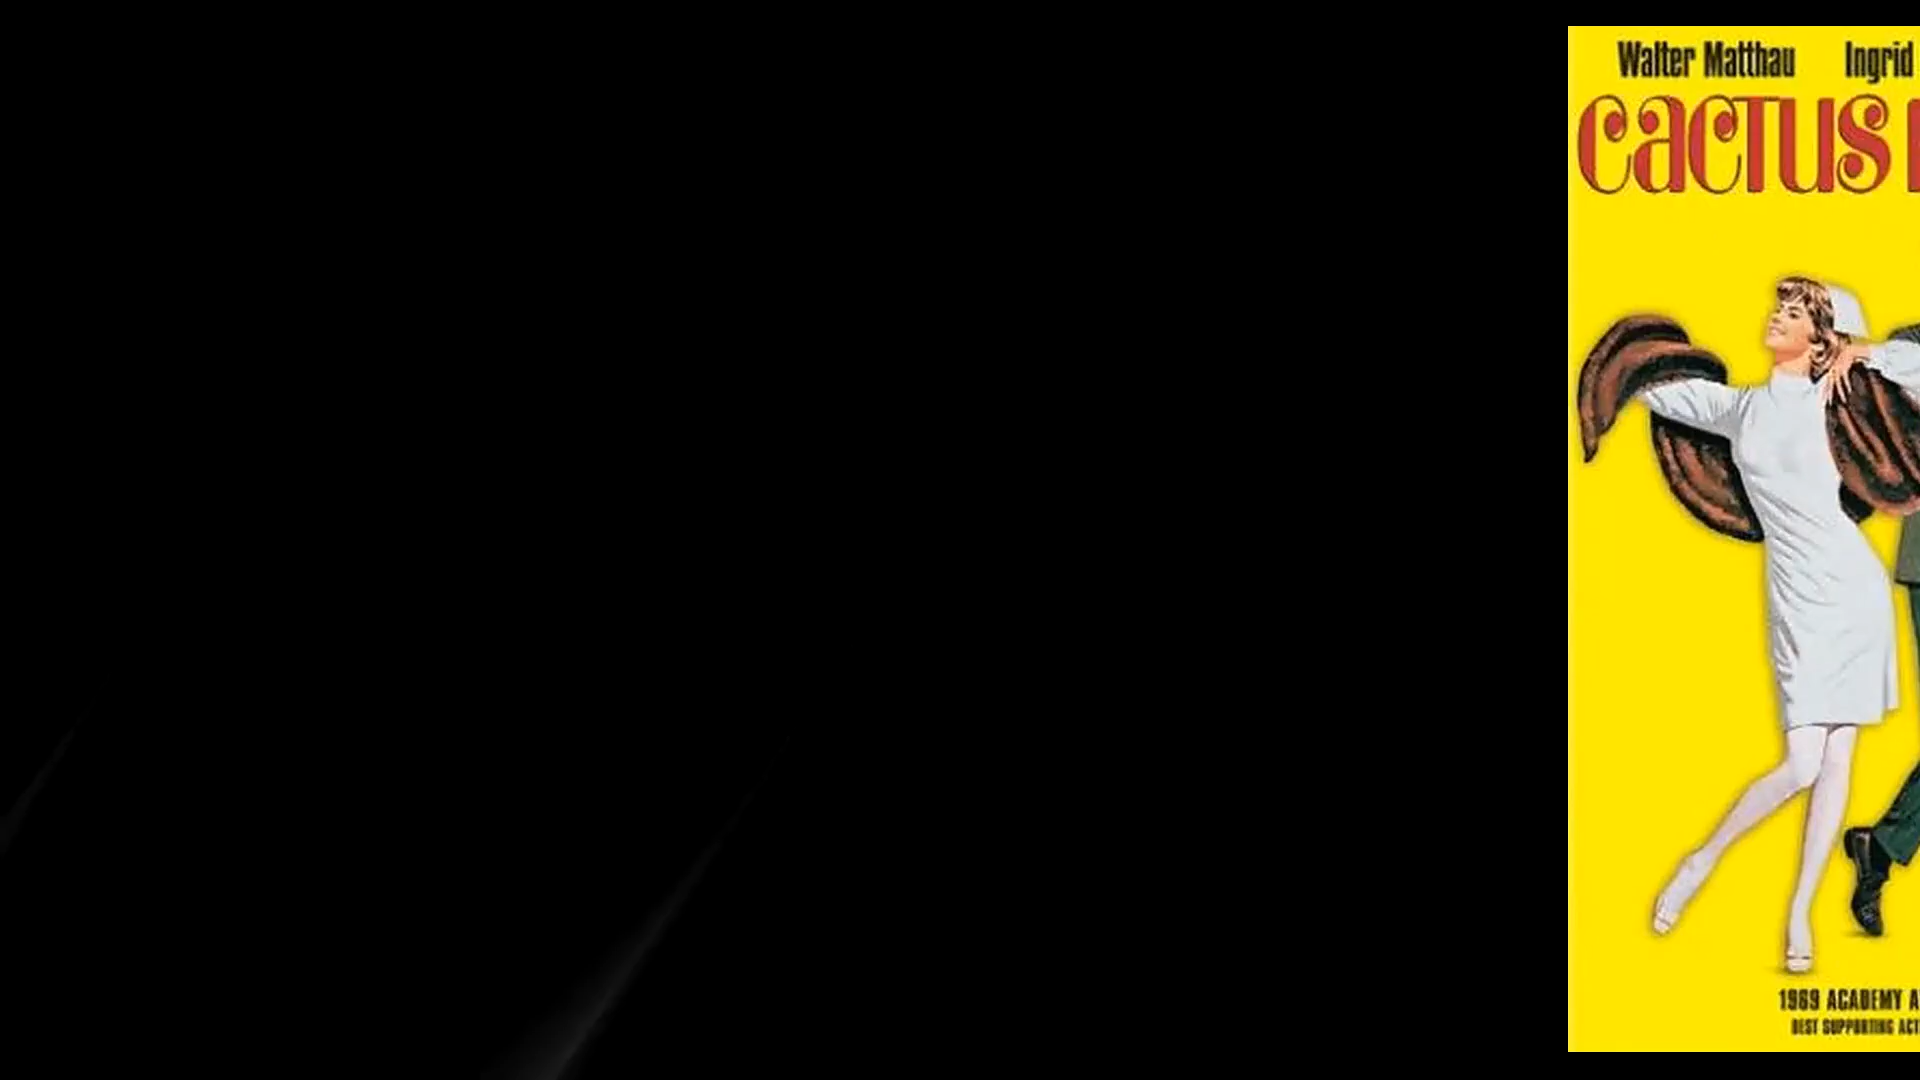 Walter Matthau Ingrid
CACTUS
1969 ACADEMY A
BEST SUPPORTING ACT